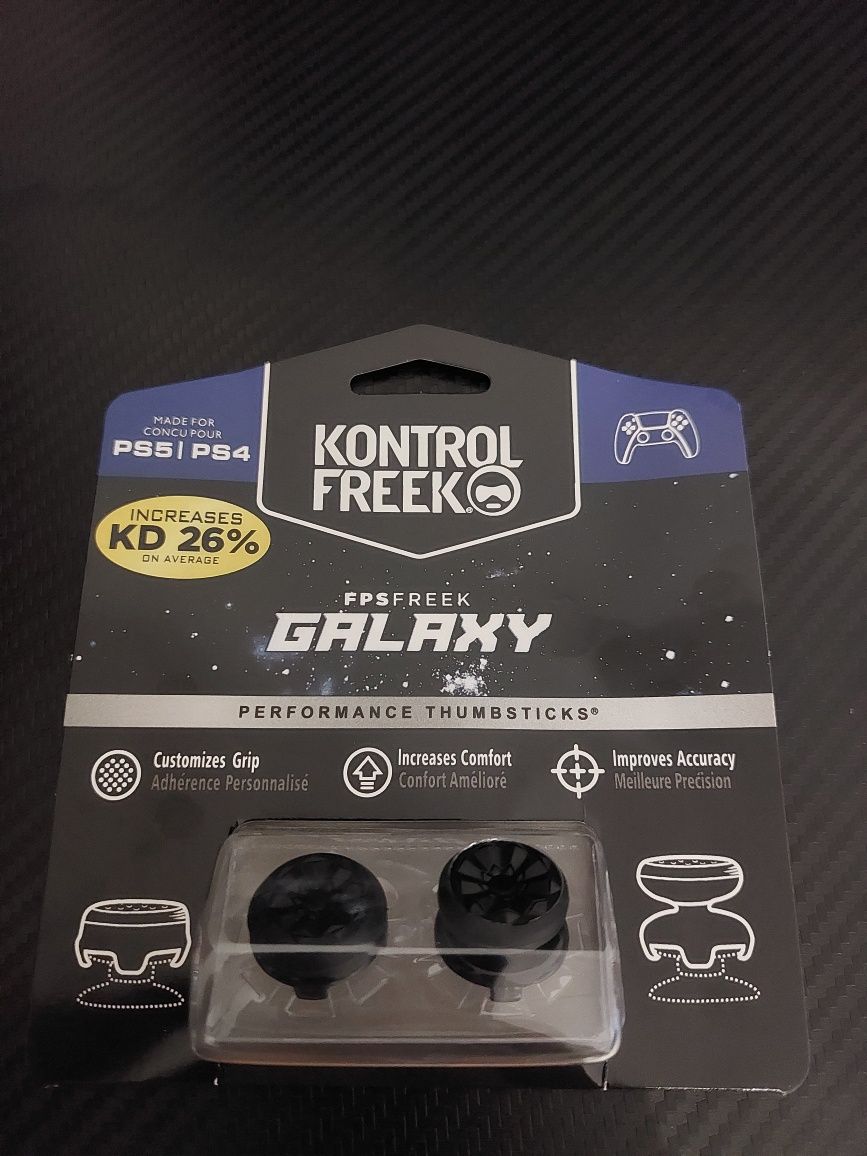 MADE FOR
CONCU POUR
PS5 | PS4
KONTROL
FREEK®
INCREASES
KD 26%
ON AVERAGE
FPSFREEK
GALAXY
PERFORMANCE THUMBSTICKS®
Customizes Grip
Adhérence Personnalisé
Increases Comfort
Confort Amélioré
Improves Accuracy
Meilleure Precision